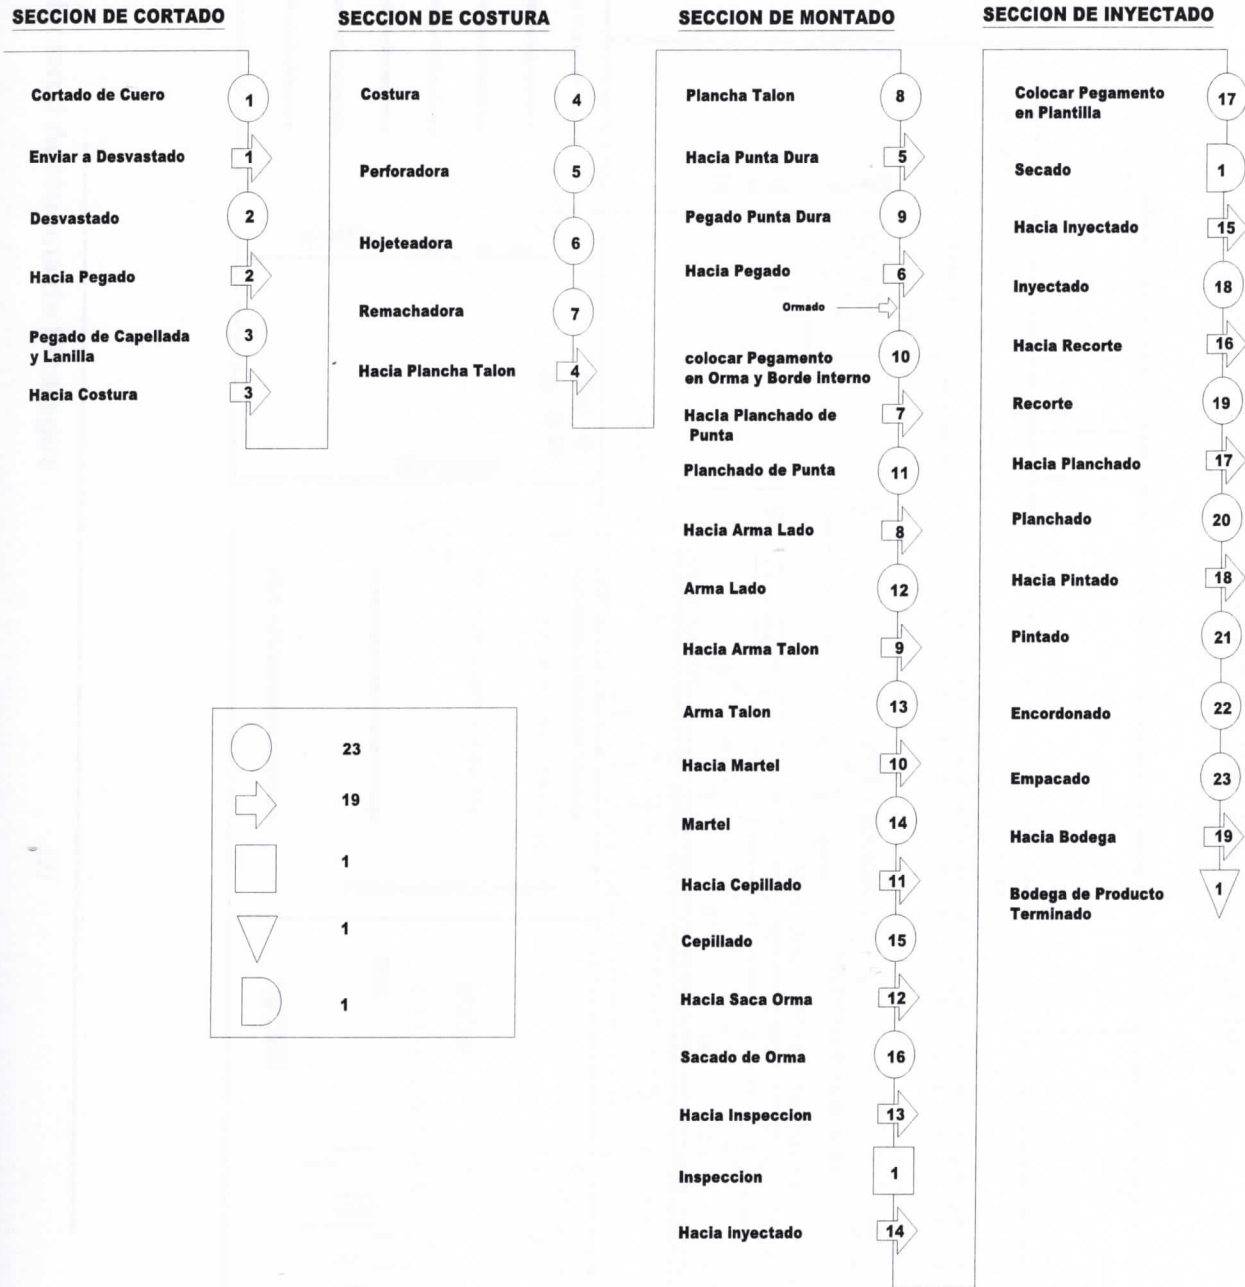 SECCION DE CORTADO
Cortado de Cuero
1
Enviar a Desvastado
1
Desvastado
2
Hacia Pegado
2
Pegado de Capellada
y Lanilla
3
Hacia Costura
3
SECCION DE COSTURA
Costura
4
Perforadora
5
Hojeteadora
6
Remachadora
7
Hacia Plancha Talon
4
SECCION DE MONTADO
Plancha Talon
8
Hacia Punta Dura
5
Pegado Punta Dura
9
Hacia Pegado
6
Ormado
colocar Pegamento
en Orma y Borde interno
10
Hacia Planchado de
Punta
7
Planchado de Punta
11
Hacia Arma Lado
8
Arma Lado
12
Hacia Arma Talon
9
Arma Talon
13
Hacia Martel
10
Martel
14
Hacia Cepillado
11
Cepillado
15
Hacia Saca Orma
12
Sacado de Orma
16
Hacia Inspeccion
13
Inspeccion
1
Hacia inyectado
14
SECCION DE INYECTADO
Colocar Pegamento
en Plantilla
17
Secado
1
Hacia Inyectado
15
Inyectado
18
Hacia Recorte
16
Recorte
19
Hacia Planchado
17
Planchado
20
Hacia Pintado
18
Pintado
21
Encordonado
22
Empacado
23
Hacia Bodega
19
Bodega de Producto
Terminado
1
23
19
1
1
1